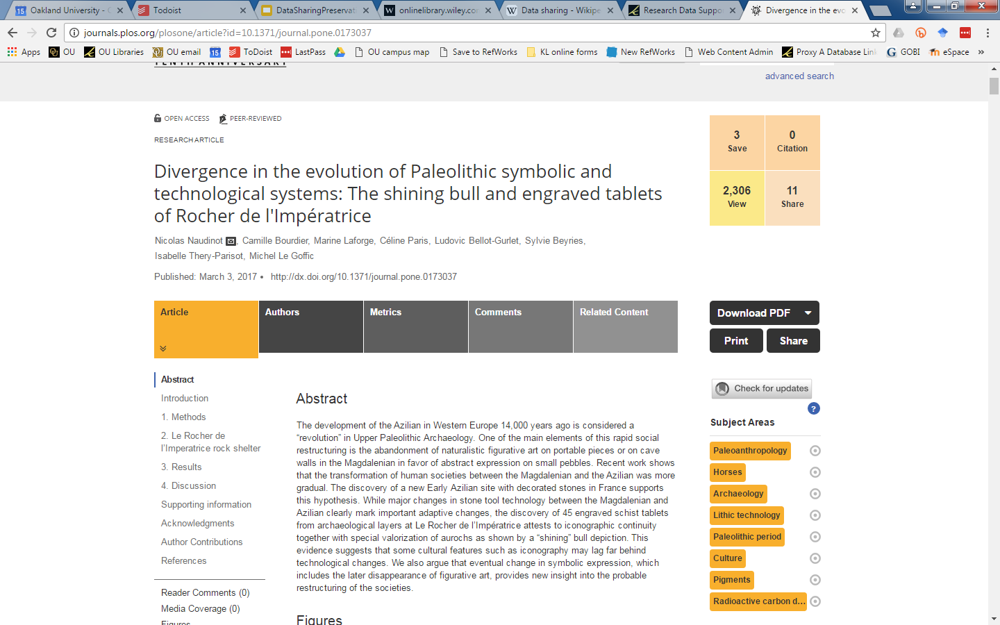 Oakland University - C
Todoist
DataSharingPreservat
onlinelibrary.wiley.co
Data sharing - Wikipe
Research Data Suppo
Divergence in the evo
journals.plos.org/plosone/article?id=10.1371/journal.pone.0173037
Apps
OU
OU Libraries
OU email
15
ToDoist
LastPass
OU campus map
Save to RefWorks
KL online forms
New RefWorks
Web Content Admin
Proxy A Database Lin
GOBI
eSpace
»
TENTH ANNIVERSARY
advanced search
OPEN ACCESS
PEER-REVIEWED
RESEARCH ARTICLE
Divergence in the evolution of Paleolithic symbolic and
technological systems: The shining bull and engraved tablets
of Rocher de l'Impératrice
Nicolas Naudinot , Camille Bourdier, Marine Laforge, Céline Paris, Ludovic Bellot-Gurlet, Sylvie Beyries,
Isabelle Thery-Parisot, Michel Le Goffic
Published: March 3, 2017 • http://dx.doi.org/10.1371/journal.pone.0173037
3
Save
0
Citation
2,306
View
11
Share
Article
Authors
Metrics
Comments
Related Content
Download PDF
Print
Share
Check for updates
?
Abstract
Introduction
1. Methods
2. Le Rocher de
l'Imperatrice rock shelter
3. Results
4. Discussion
Supporting information
Acknowledgments
Author Contributions
References
Reader Comments (0)
Media Coverage (0)
Figures
Abstract
The development of the Azilian in Western Europe 14,000 years ago is considered a
“revolution” in Upper Paleolithic Archaeology. One of the main elements of this rapid social
restructuring is the abandonment of naturalistic figurative art on portable pieces or on cave
walls in the Magdalenian in favor of abstract expression on small pebbles. Recent work shows
that the transformation of human societies between the Magdalenian and the Azilian was more
gradual. The discovery of a new Early Azilian site with decorated stones in France supports
this hypothesis. While major changes in stone tool technology between the Magdalenian and
Azilian clearly mark important adaptive changes, the discovery of 45 engraved schist tablets
from archaeological layers at Le Rocher de l’Impératrice attests to iconographic continuity
together with special valorization of aurochs as shown by a “shining” bull depiction. This
evidence suggests that some cultural features such as iconography may lag far behind
technological changes. We also argue that eventual change in symbolic expression, which
includes the later disappearance of figurative art, provides new insight into the probable
restructuring of the societies.
Figures
Subject Areas
Paleoanthropology
Horses
Archaeology
Lithic technology
Paleolithic period
Culture
Pigments
Radioactive carbon d...